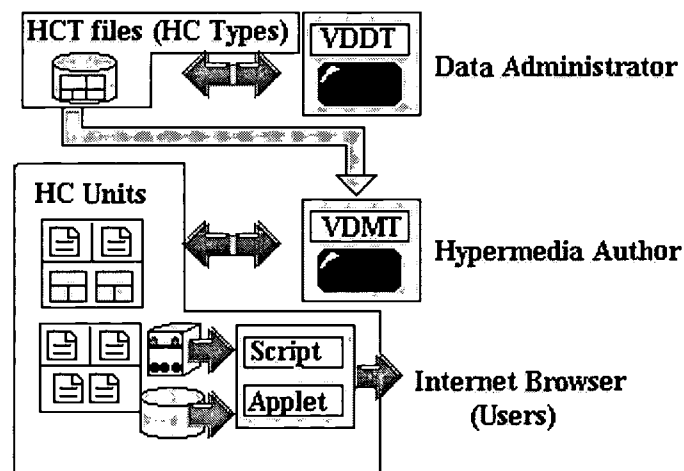 HCT files (HC Types)
VDDT
Data Administrator
HC Units
VDMT
Hypermedia Author
Script
Applet
Internet Browser
(Users)